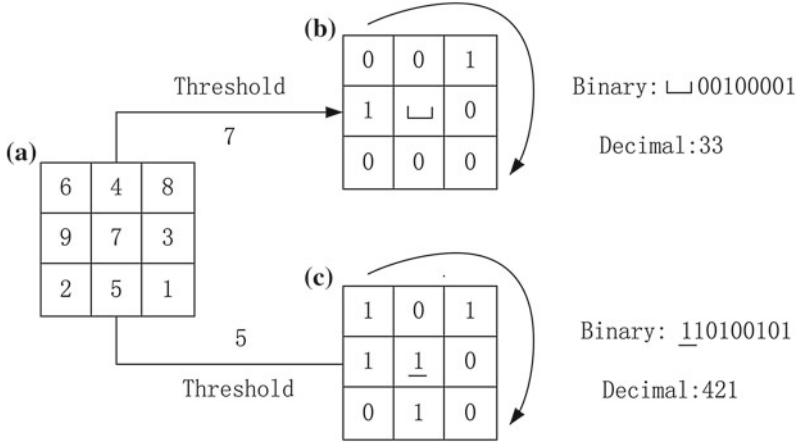 (a)
6 4 8
9 7 3
2 5 1
Threshold
7
(b)
0 0 1
1 ⎵ 0
0 0 0
Binary: ⎵00100001
Decimal:33
5
Threshold
(c)
1 0 1
1 1 0
0 1 0
Binary: 110100101
Decimal:421